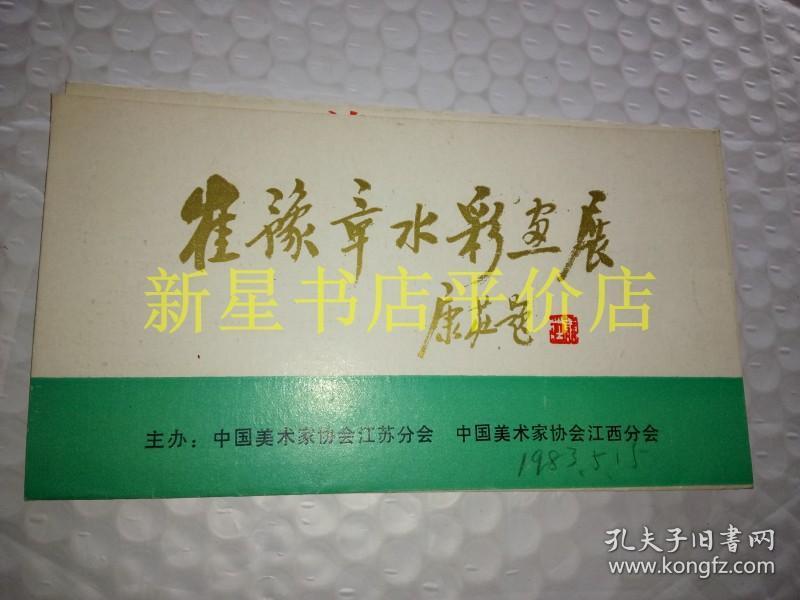 崔豫章水彩画展
新星书店平价店
康英题
主办：中国美术家协会江苏分会 中国美术家协会江西分会
1983.5.15
孔夫子旧书网
www.kongfz.com